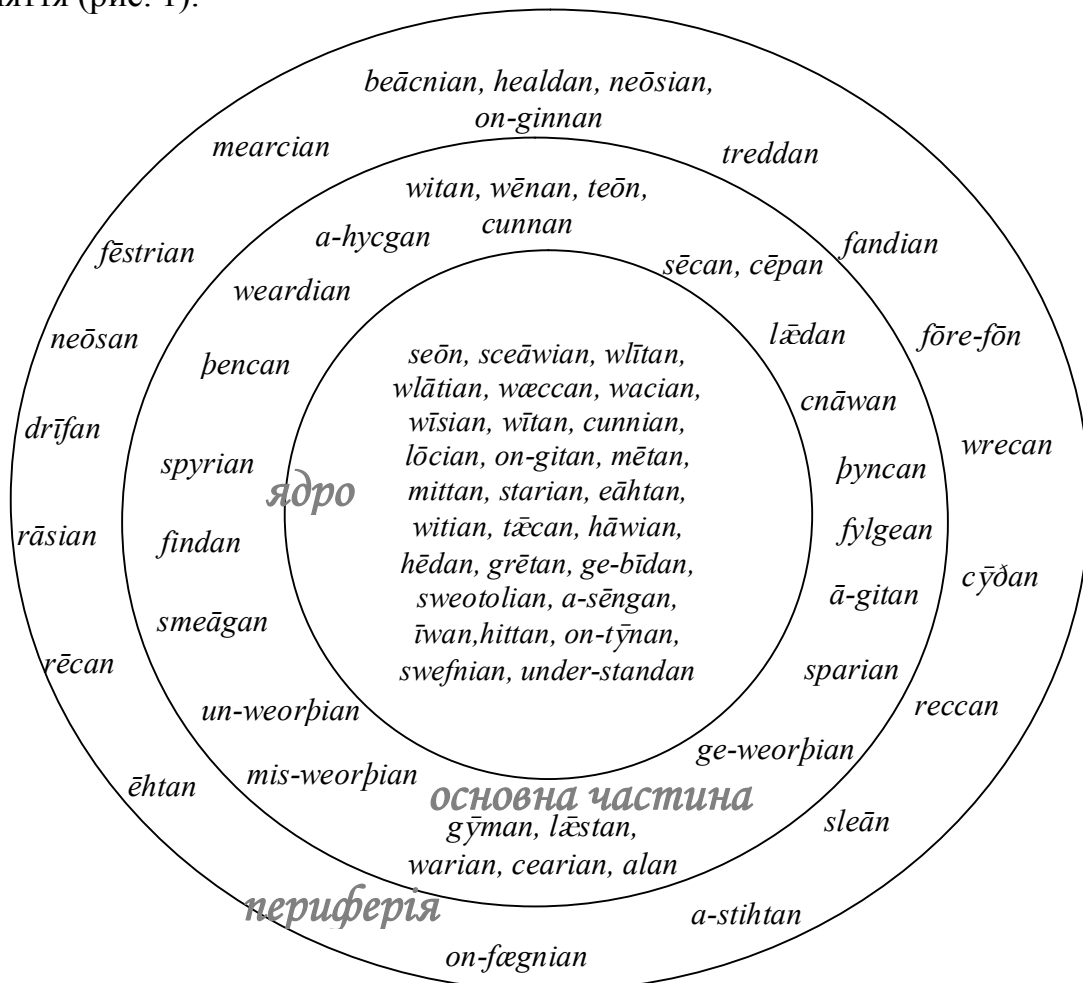 (рис. 1).
beācnian, healdan, neōsian,
on-ginnan
mearcian
treddan
witan, wēnan, teōn,
cunnan
a-hycgan
fēstrian
fandian
sēcan, cēpan
weardian
neōsan
lǣdan
fōre-fōn
þencan
seōn, sceāwian, wlītan,
wlātian, wæccan, wacian,
wīsian, wītan, cunnian,
lōcian, on-gitan, mētan,
mittan, starian, eāhtan,
witian, tǣcan, hāwian,
hēdan, grētan, ge-bīdan,
sweotolian, a-sēngan,
īwan,hittan, on-tȳnan,
swefnian, under-standan
cnāwan
drīfan
wrecan
spyrian
þyncan
ядро
rāsian
findan
fylgean
cȳðan
ā-gitan
smeāgan
rēcan
sparian
reccan
un-weorþian
ge-weorþian
ēhtan
mis-weorþian
основна частина
gȳman, lǣstan,
warian, cearian, alan
sleān
периферія
a-stihtan
on-fægnian